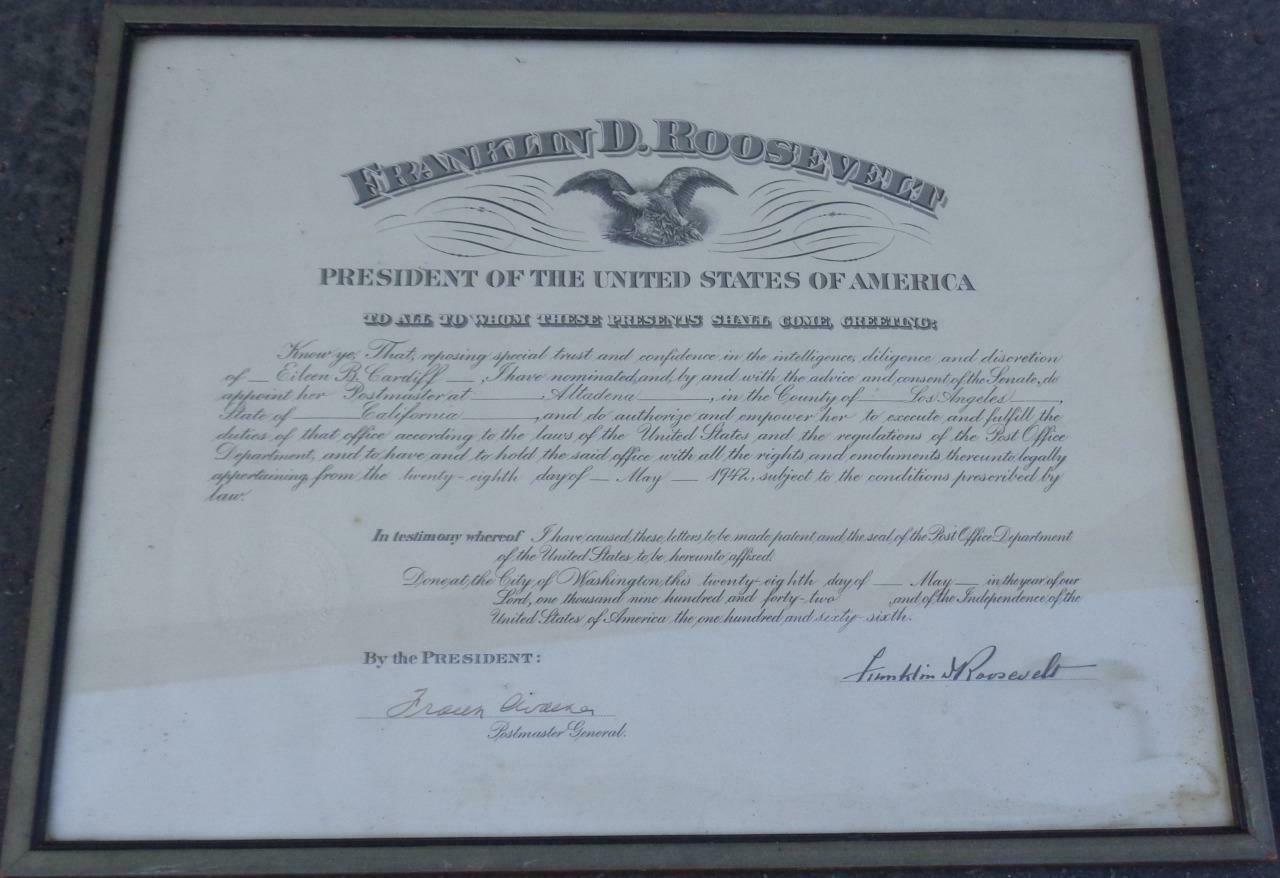 FRANKLIN D. ROOSEVELT
PRESIDENT OF THE UNITED STATES OF AMERICA
TO ALL TO WHOM THESE PRESENTS SHALL COME, GREETING:
Know ye, That, reposing special trust and confidence in the intelligence, diligence and discretion
of — Eileen B. Cardiff —, I have nominated, and, by and with the advice and consent of the Senate, do
appoint her Postmaster at Altadena, in the County of Los Angeles,
State of California, and do authorize and empower her to execute and fulfill the
duties of that office according to the laws of the United States and the regulations of the Post Office
Department, and to have and to hold the said office with all the rights and emoluments thereunto legally
appertaining, from the twenty-eighth day of — May — 1942, subject to the conditions prescribed by
law.
In testimony whereof I have caused these letters to be made patent and the seal of the Post Office Department
of the United States to be hereunto affixed.
Done at the City of Washington this twenty-eighth day of — May — in the year of our
Lord, one thousand nine hundred and forty-two, and of the Independence of the
United States of America the one hundred and sixty-sixth.
By the PRESIDENT:
Franklin D Roosevelt
Frank C Walker
Postmaster General.